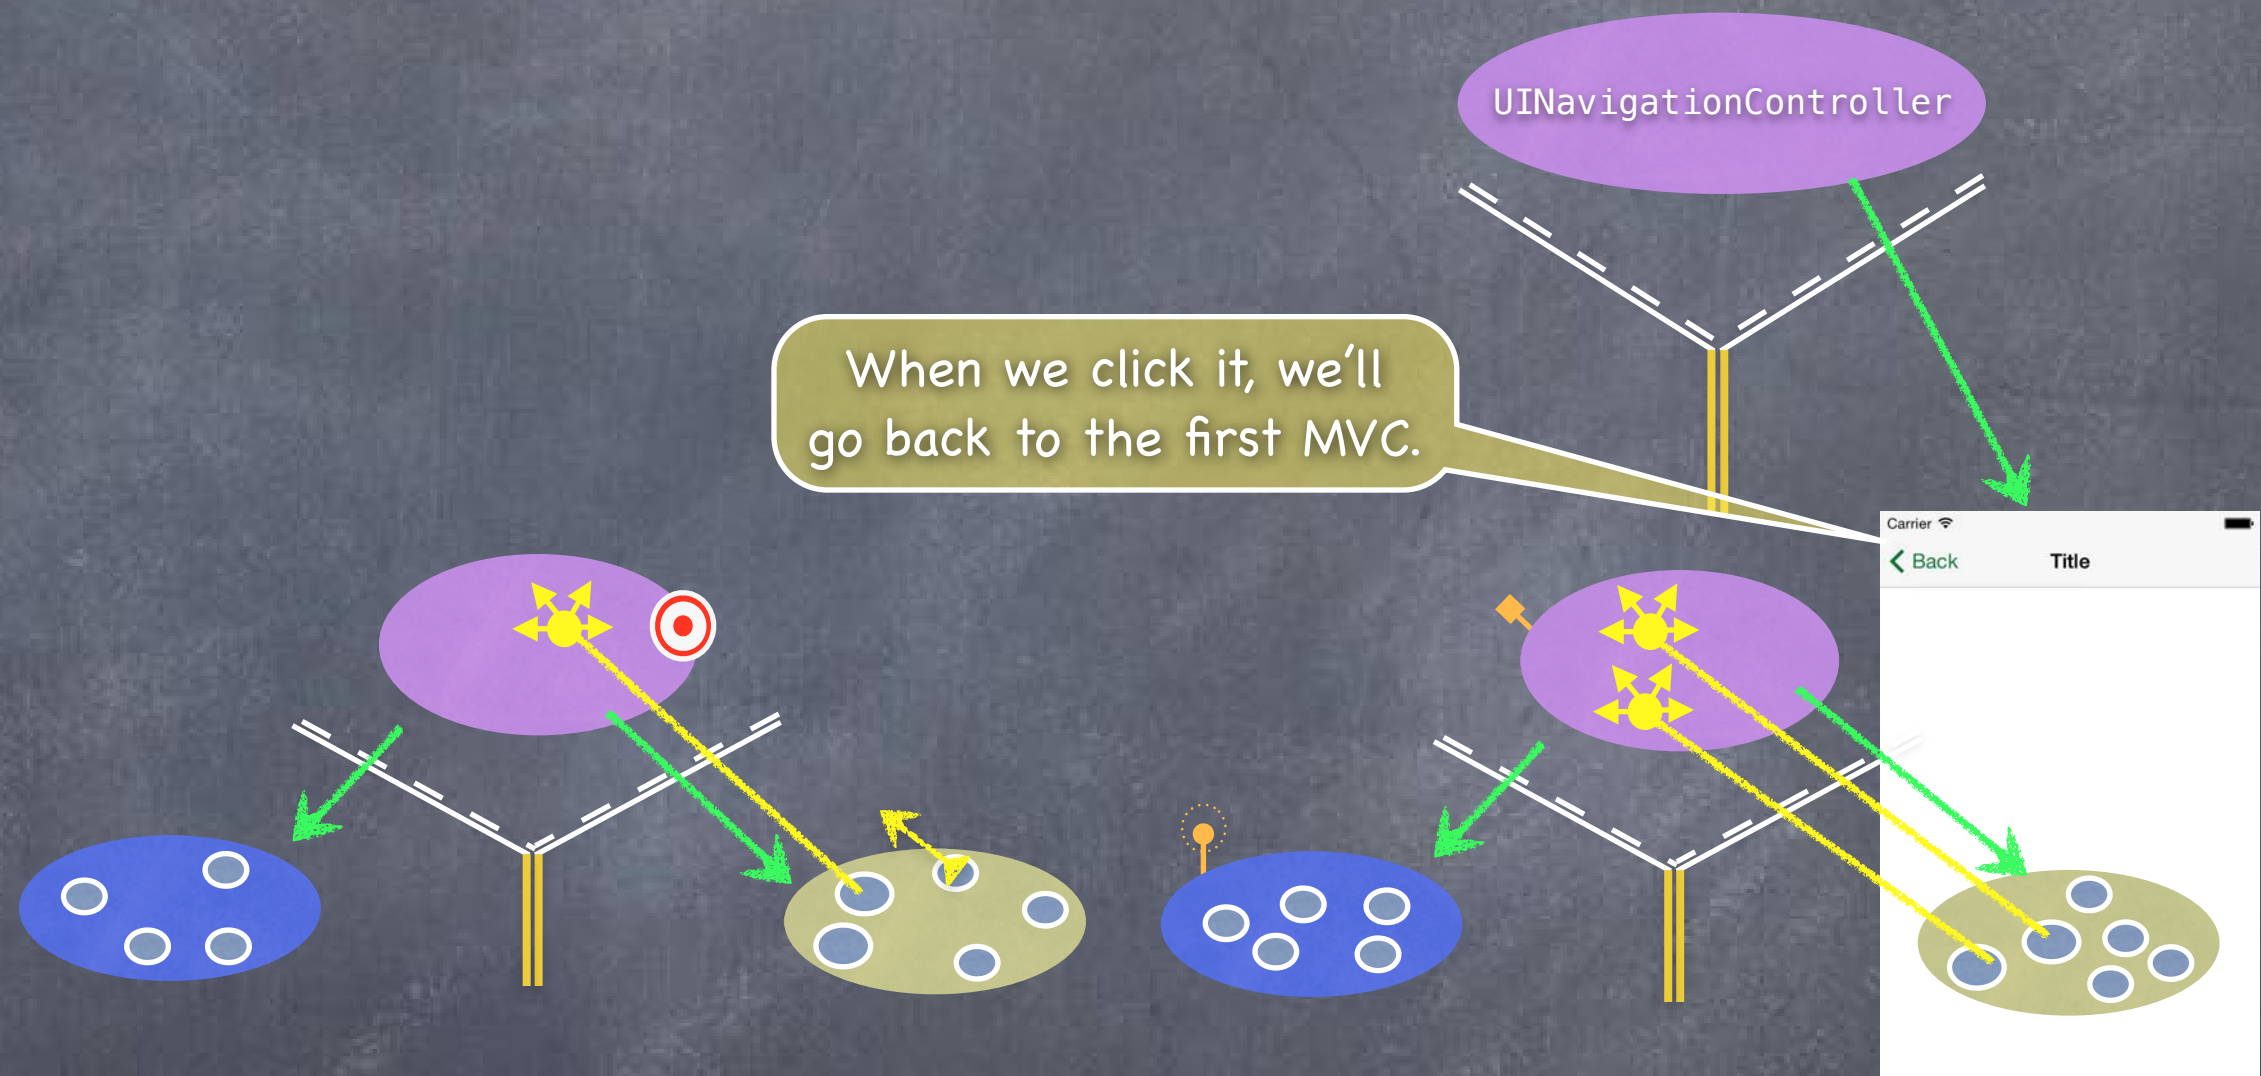 UINavigationController
When we click it, we'll
go back to the first MVC.
Carrier
Back Title